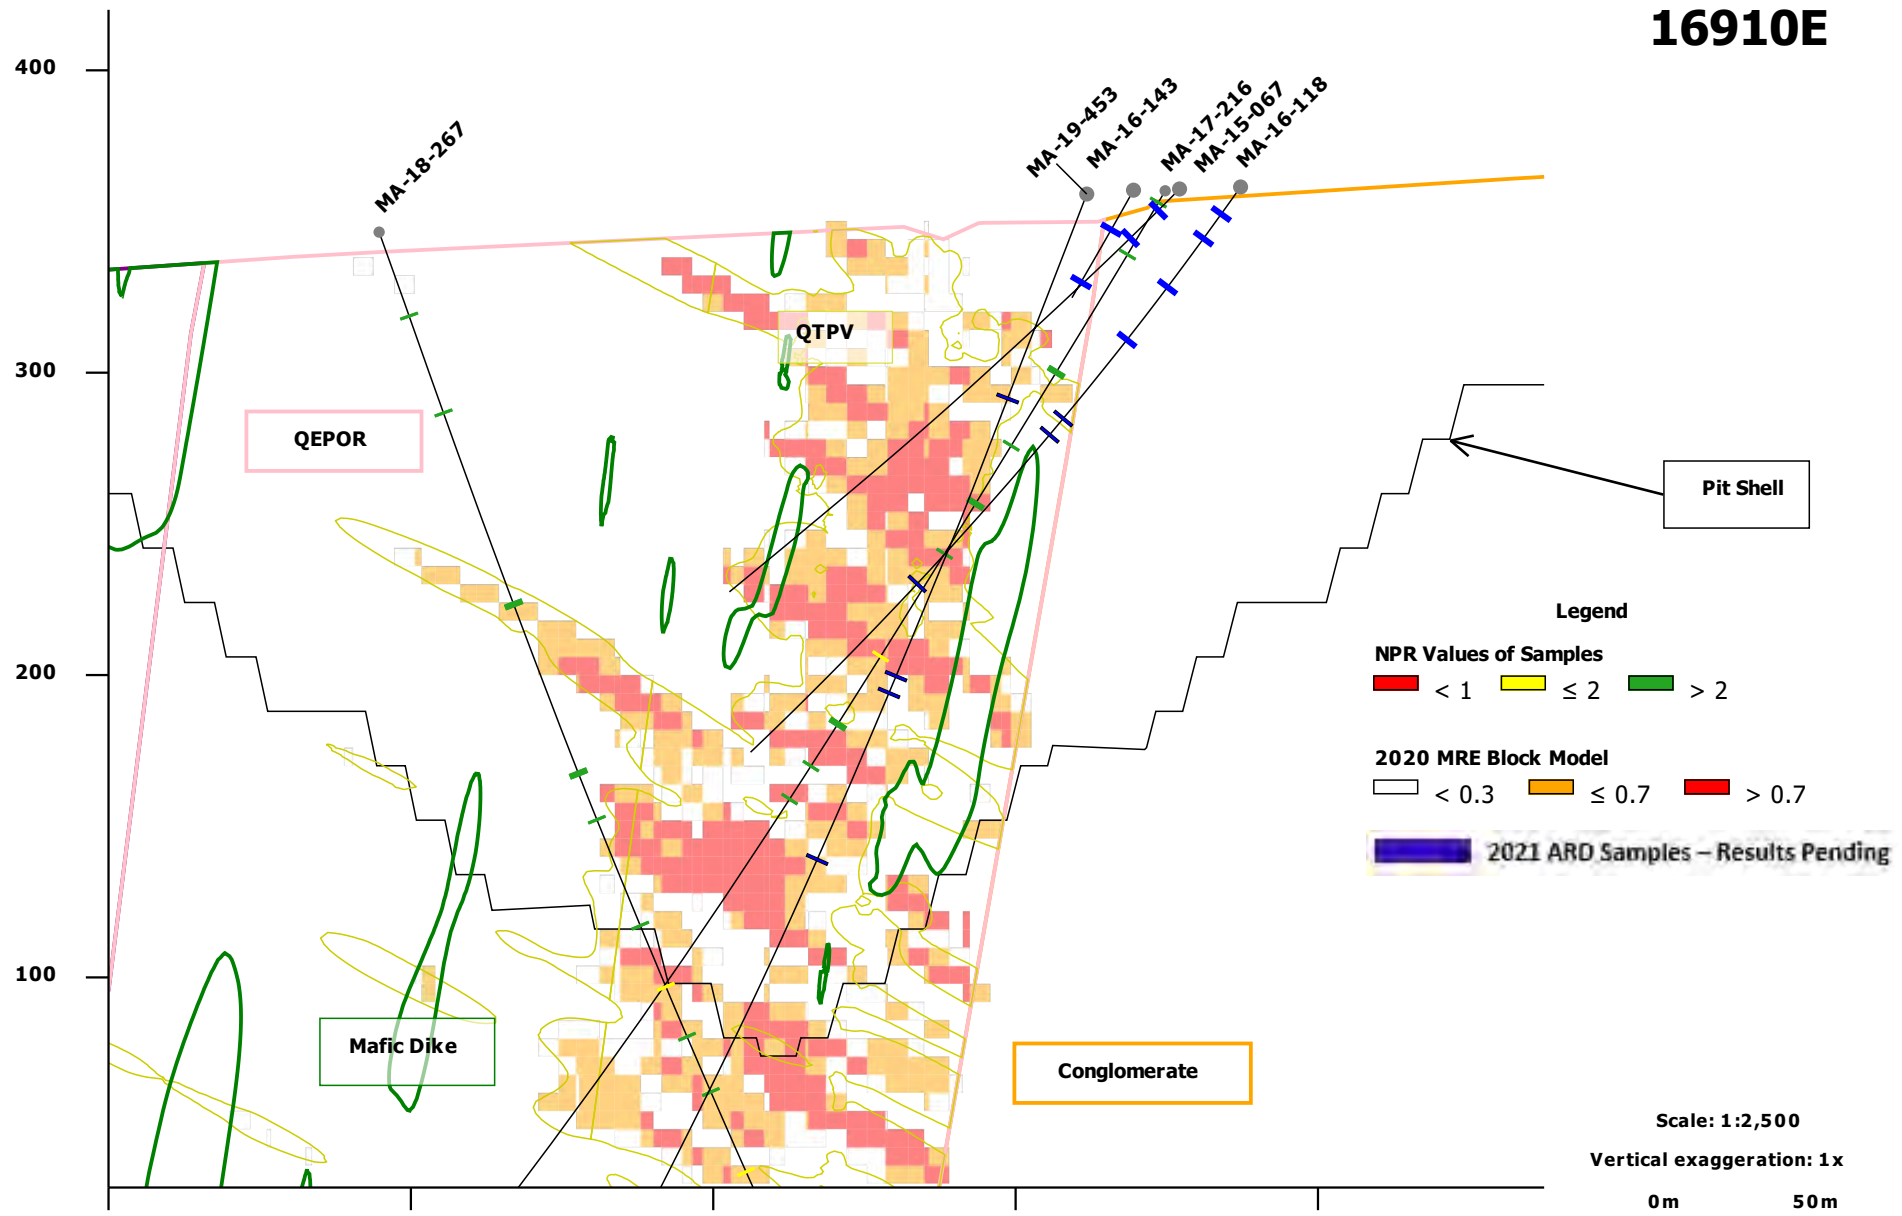 16910E
400
300
200
100
MA-18-267
MA-19-453
MA-16-143
MA-17-216
MA-15-067
MA-16-118
QTPV
QEPOR
Pit Shell
Mafic Dike
Conglomerate
Legend
NPR Values of Samples
< 1 ≤ 2 > 2
2020 MRE Block Model
< 0.3 ≤ 0.7 > 0.7
2021 ARD Samples – Results Pending
Scale: 1:2,500
Vertical exaggeration: 1x
0m 50m